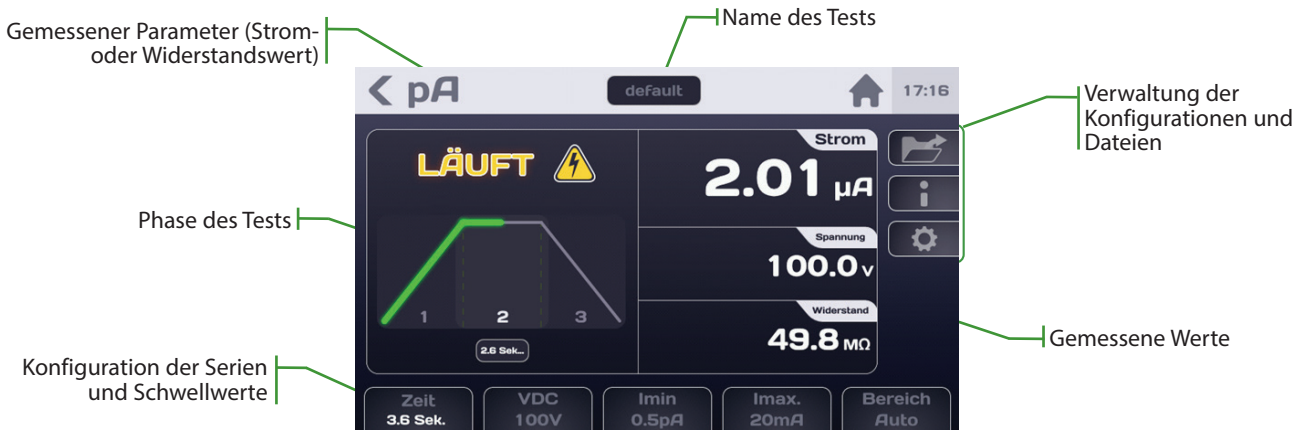 Name des Tests
Gemessener Parameter (Strom-
oder Widerstandswert)
pA
default
17:16
Verwaltung der
Konfigurationen und
Dateien
LÄUFT
Strom
2.01 µA
Phase des Tests
Spannung
100.0 V
1 2 3
Widerstand
49.8 MΩ
2.6 Sek...
Gemessene Werte
Konfiguration der Serien
und Schwellwerte
Zeit
3.6 Sek.
VDC
100V
Imin
0.5pA
Imax.
20mA
Bereich
Auto